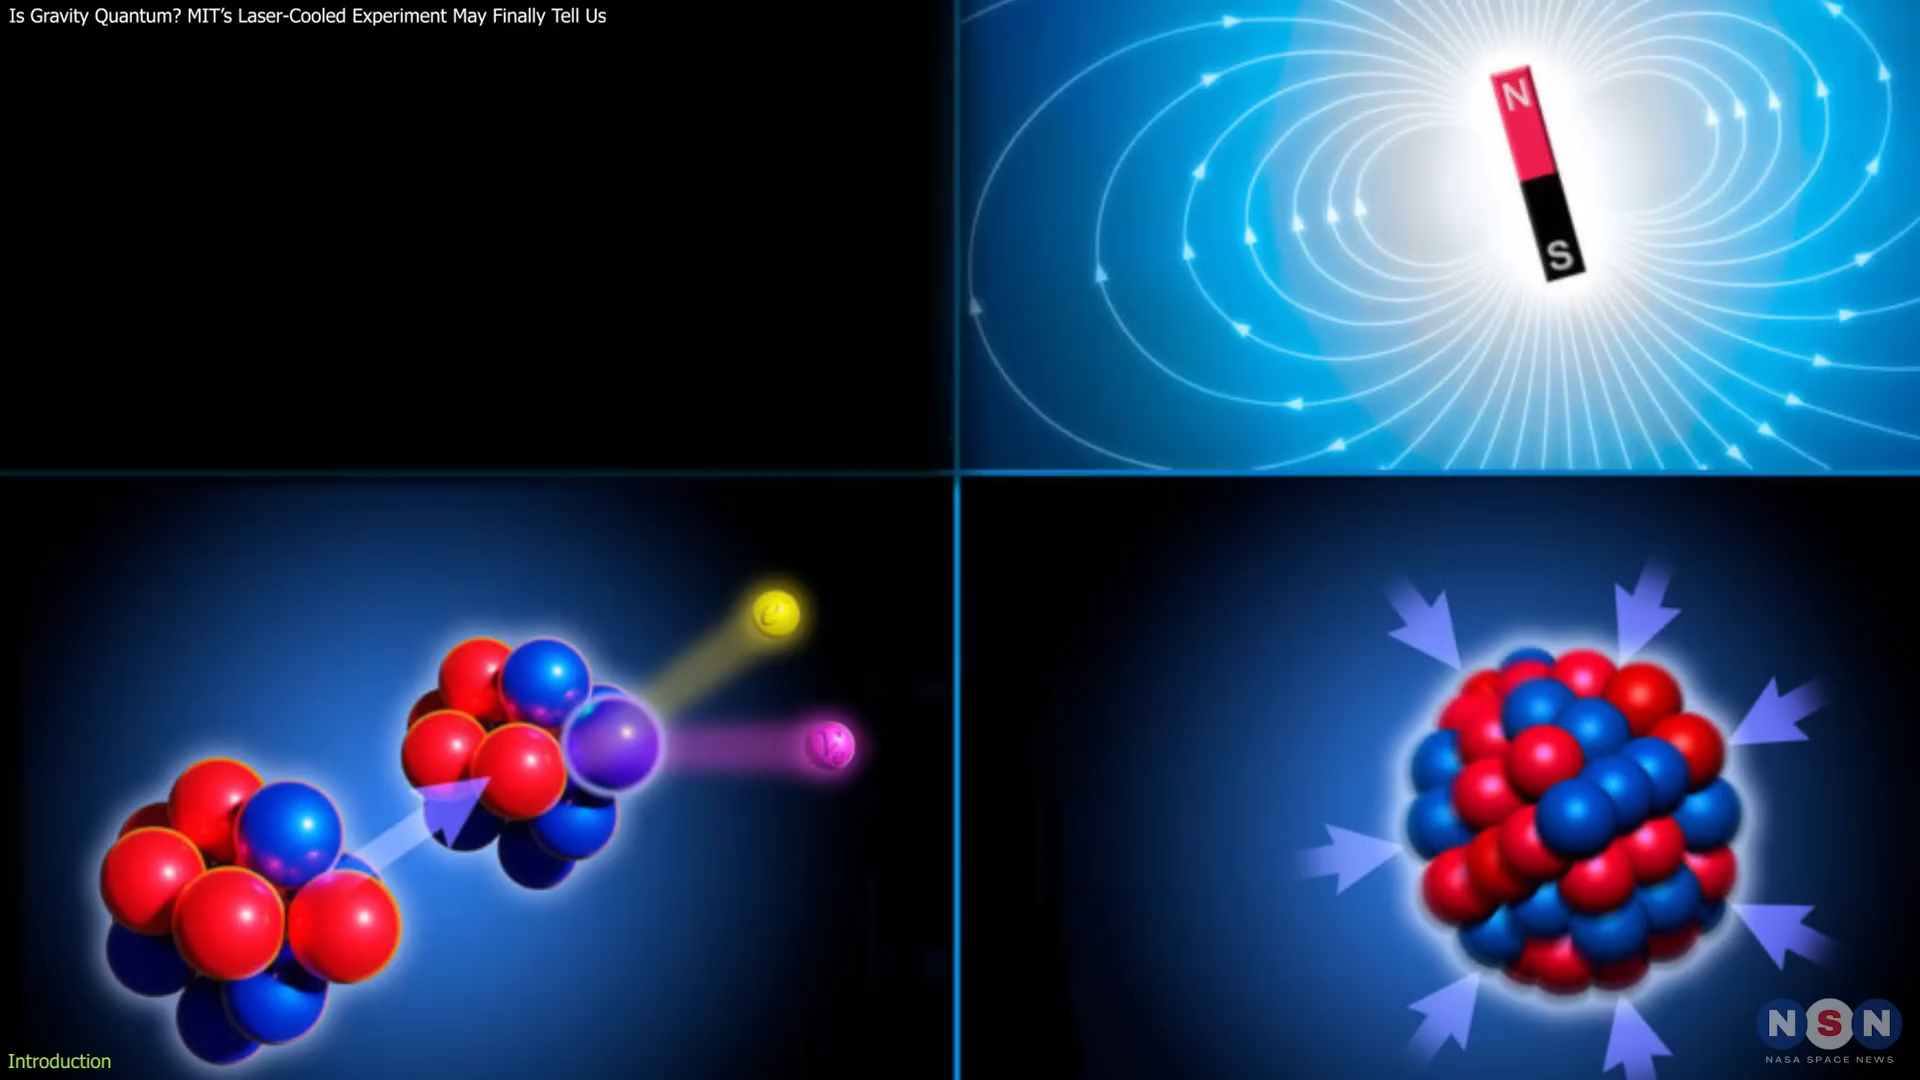 Is Gravity Quantum? MIT’s Laser-Cooled Experiment May Finally Tell Us
N
S
e
Introduction
NSN
NASA SPACE NEWS